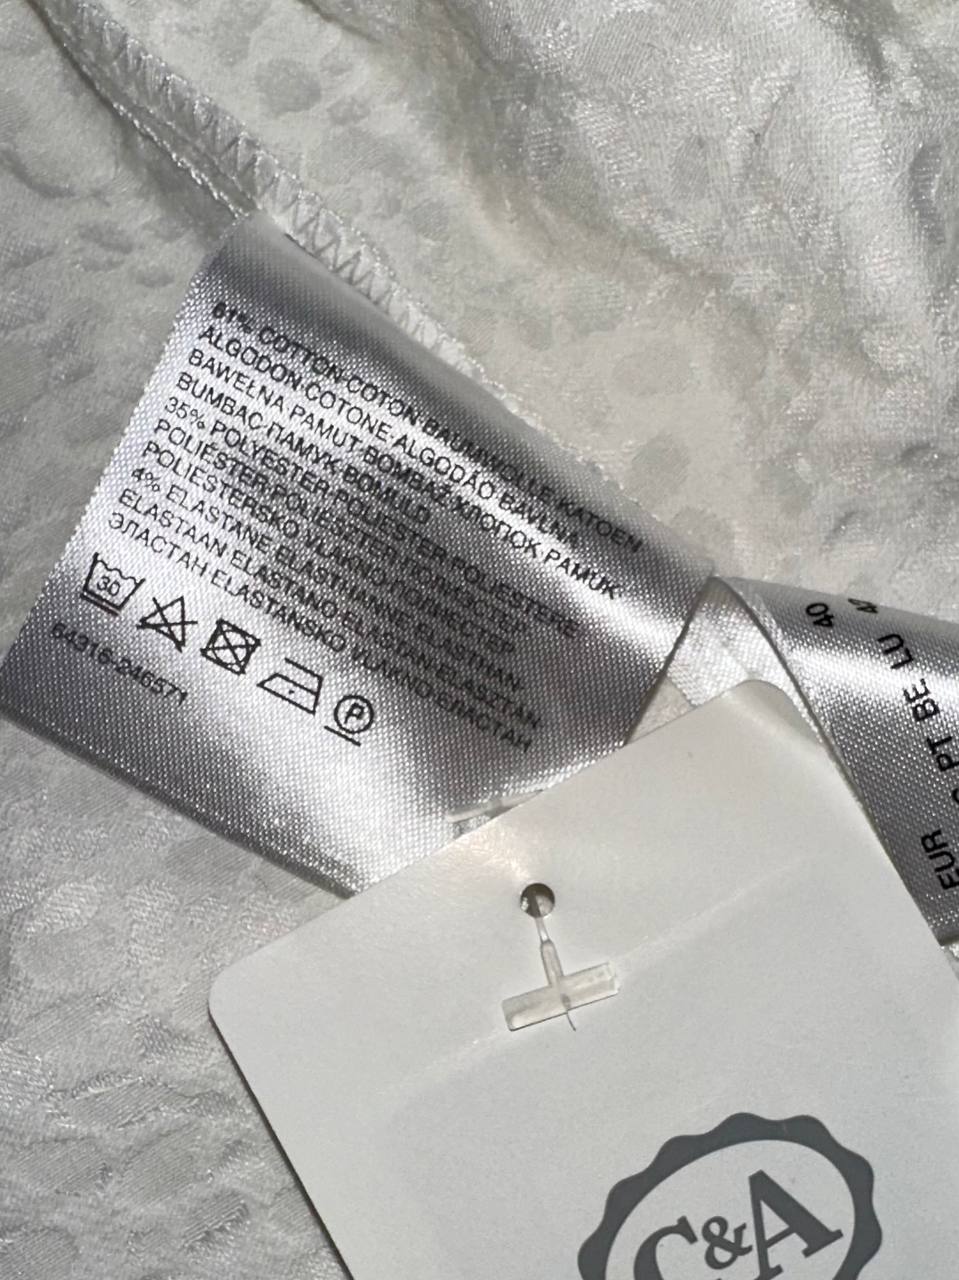 61% COTTON·COTON·BAUMWOLLE·KATOEN
ALGODON·COTONE·ALGODÃO·BAVLNA
BAWEŁNA·PAMUT·BOMBAŽ·ХЛОПОК·PAMUK
BUMBAC·ПАМУК·BOMULD
35% POLYESTER·POLIESTER·POLIESTERE
POLIESTER·POLIÉSZTER·ПОЛИЭСТЕР
POLIESTERSKO VLAKNO·ПОЛИЕСТЕР
4% ELASTANE·ELASTHANNE·ELASTHAN·
ELASTAAN·ELASTANO·ELASTAN·ELASZTÁN
ЭЛАСТАН·ELASTANSKO VLAKNO·ЕЛАСТАН
30
P
64316-246571
40
EUR
PT BE. LU
C&A